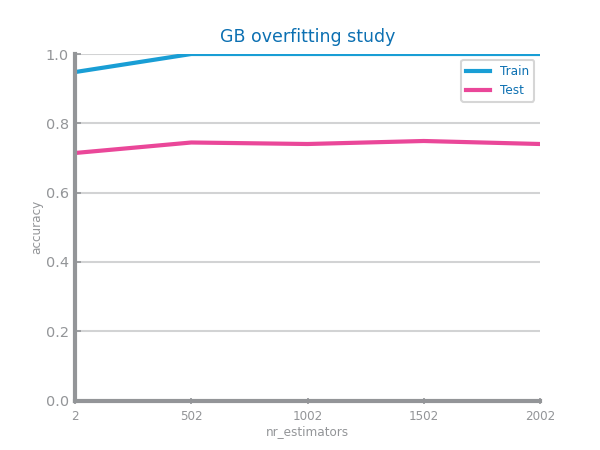 GB overfitting study
1.0
0.8
0.6
0.4
0.2
0.0
accuracy
Train
Test
2 502 1002 1502 2002
nr_estimators